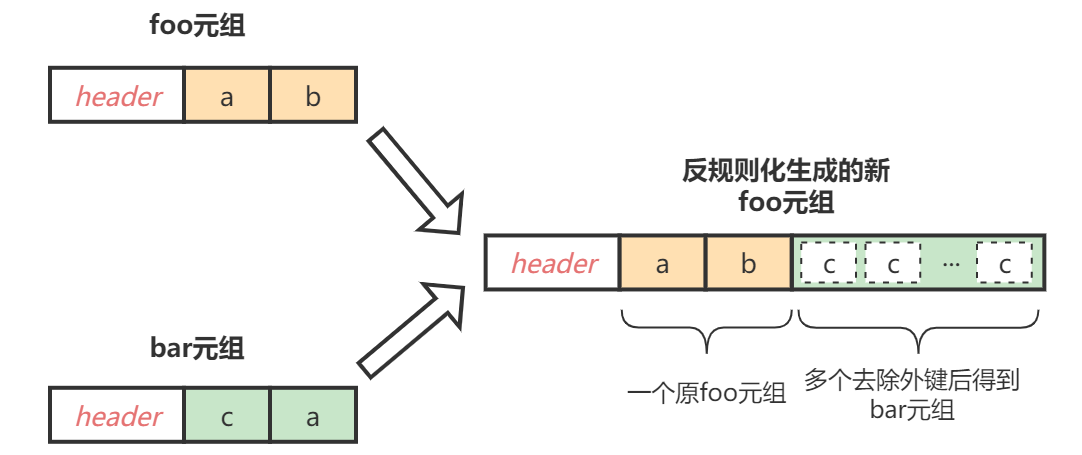 foo元组
header a b
反规则化生成的新
foo元组
header a b c c ... c
bar元组
header c a
一个原foo元组
多个去除外键后得到
bar元组